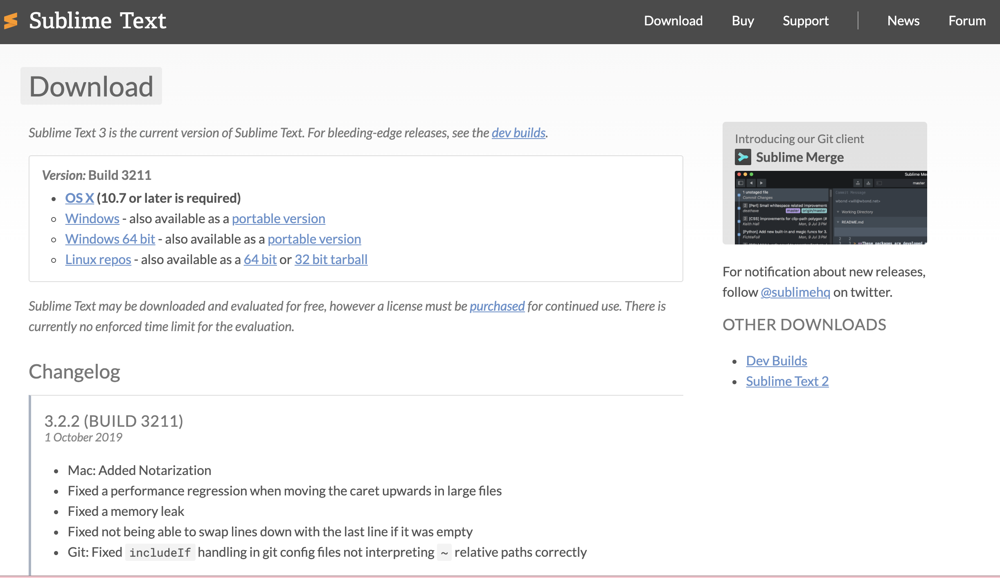 Sublime Text
Download Buy Support News Forum
Download
Sublime Text 3 is the current version of Sublime Text. For bleeding-edge releases, see the dev builds.
Version: Build 3211
OS X (10.7 or later is required)
Windows - also available as a portable version
Windows 64 bit - also available as a portable version
Linux repos - also available as a 64 bit or 32 bit tarball
Sublime Text may be downloaded and evaluated for free, however a license must be purchased for continued use. There is
currently no enforced time limit for the evaluation.
Changelog
3.2.2 (BUILD 3211)
1 October 2019
Mac: Added Notarization
Fixed a performance regression when moving the caret upwards in large files
Fixed a memory leak
Fixed not being able to swap lines down with the last line if it was empty
Git: Fixed includeIf handling in git config files not interpreting ~ relative paths correctly
Introducing our Git client
Sublime Merge
Sublime Mer
master
1 unstaged file
Commit Changes
2 [Perl] Small whitespace related improvement
deathaxe master origin/master
2 [CSS] improvements for clip-path polygon (#
Keith Hall Mon, 9 Jul 3 PM
[Python] Add new built-in and magic funcs for 3.
FichteFoll Mon, 9 Jul 3 PM
Commit Message
wbond <will@wbond.net>
Working Directory
README.md
2 2
3 3 > **These packages are developed a
For notification about new releases,
follow @sublimehq on twitter.
OTHER DOWNLOADS
Dev Builds
Sublime Text 2